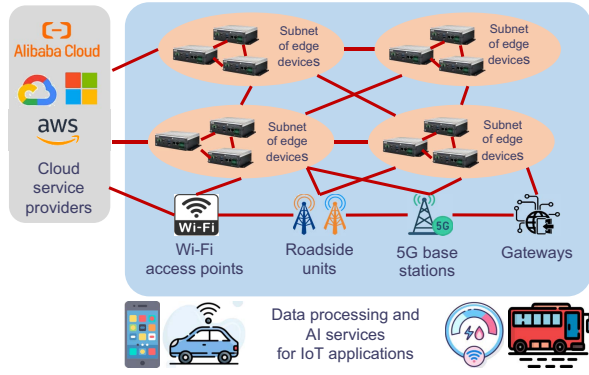 Alibaba Cloud
aws
Cloud
service
providers
Subnet
of edge
devices
Subnet
of edge
devices
Subnet
of edge
devices
Subnet
of edge
devices
Wi-Fi
Wi-Fi
access points
Roadside
units
5G
5G base
stations
Gateways
Data processing and
AI services
for IoT applications